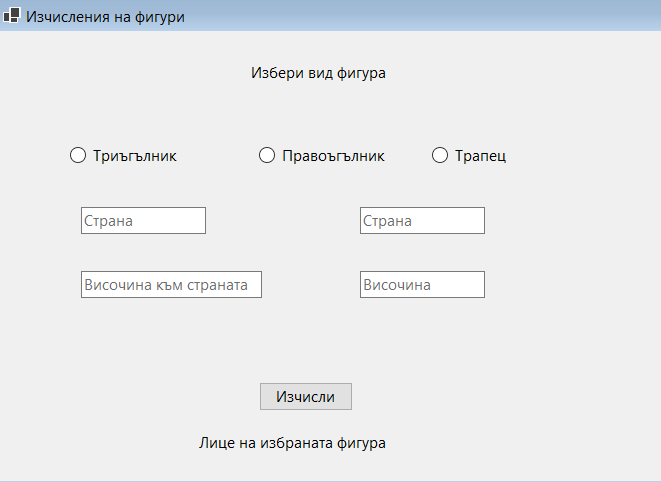 Изчисления на фигури
Избери вид фигура
Триъгълник Правоъгълник Трапец
Страна Страна
Височина към страната Височина
Изчисли
Лице на избраната фигура